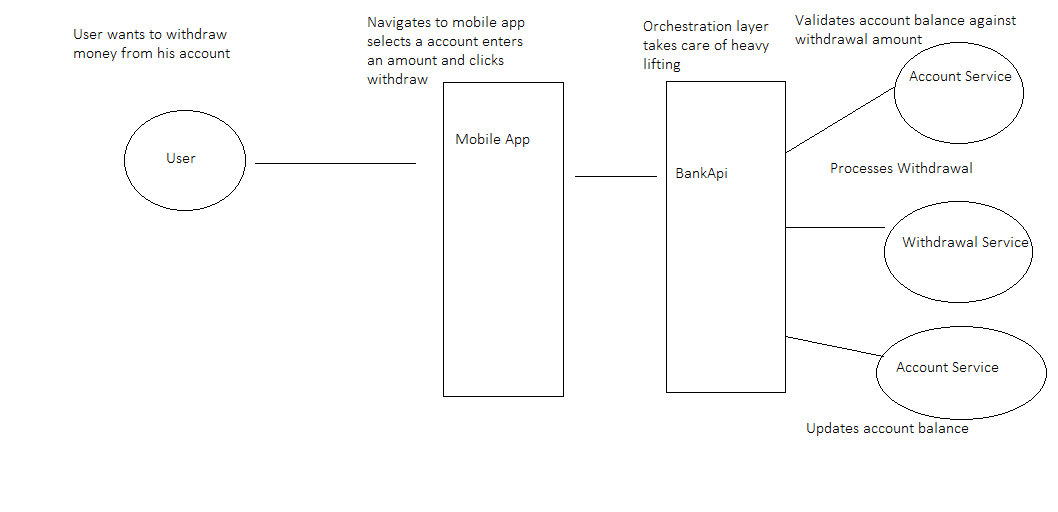 User wants to withdraw
money from his account
User
Navigates to mobile app
selects a account enters
an amount and clicks
withdraw
Mobile App
Orchestration layer
takes care of heavy
lifting
BankApi
Validates account balance against
withdrawal amount
Account Service
Processes Withdrawal
Withdrawal Service
Account Service
Updates account balance